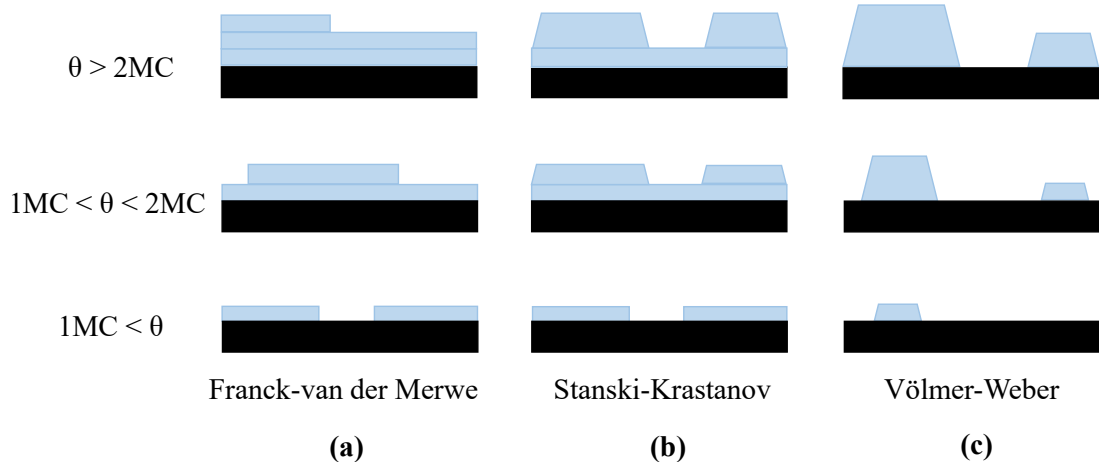 θ > 2MC
1MC < θ < 2MC
1MC < θ
Franck-van der Merwe
Stanski-Krastanov
Völmer-Weber
(a)
(b)
(c)